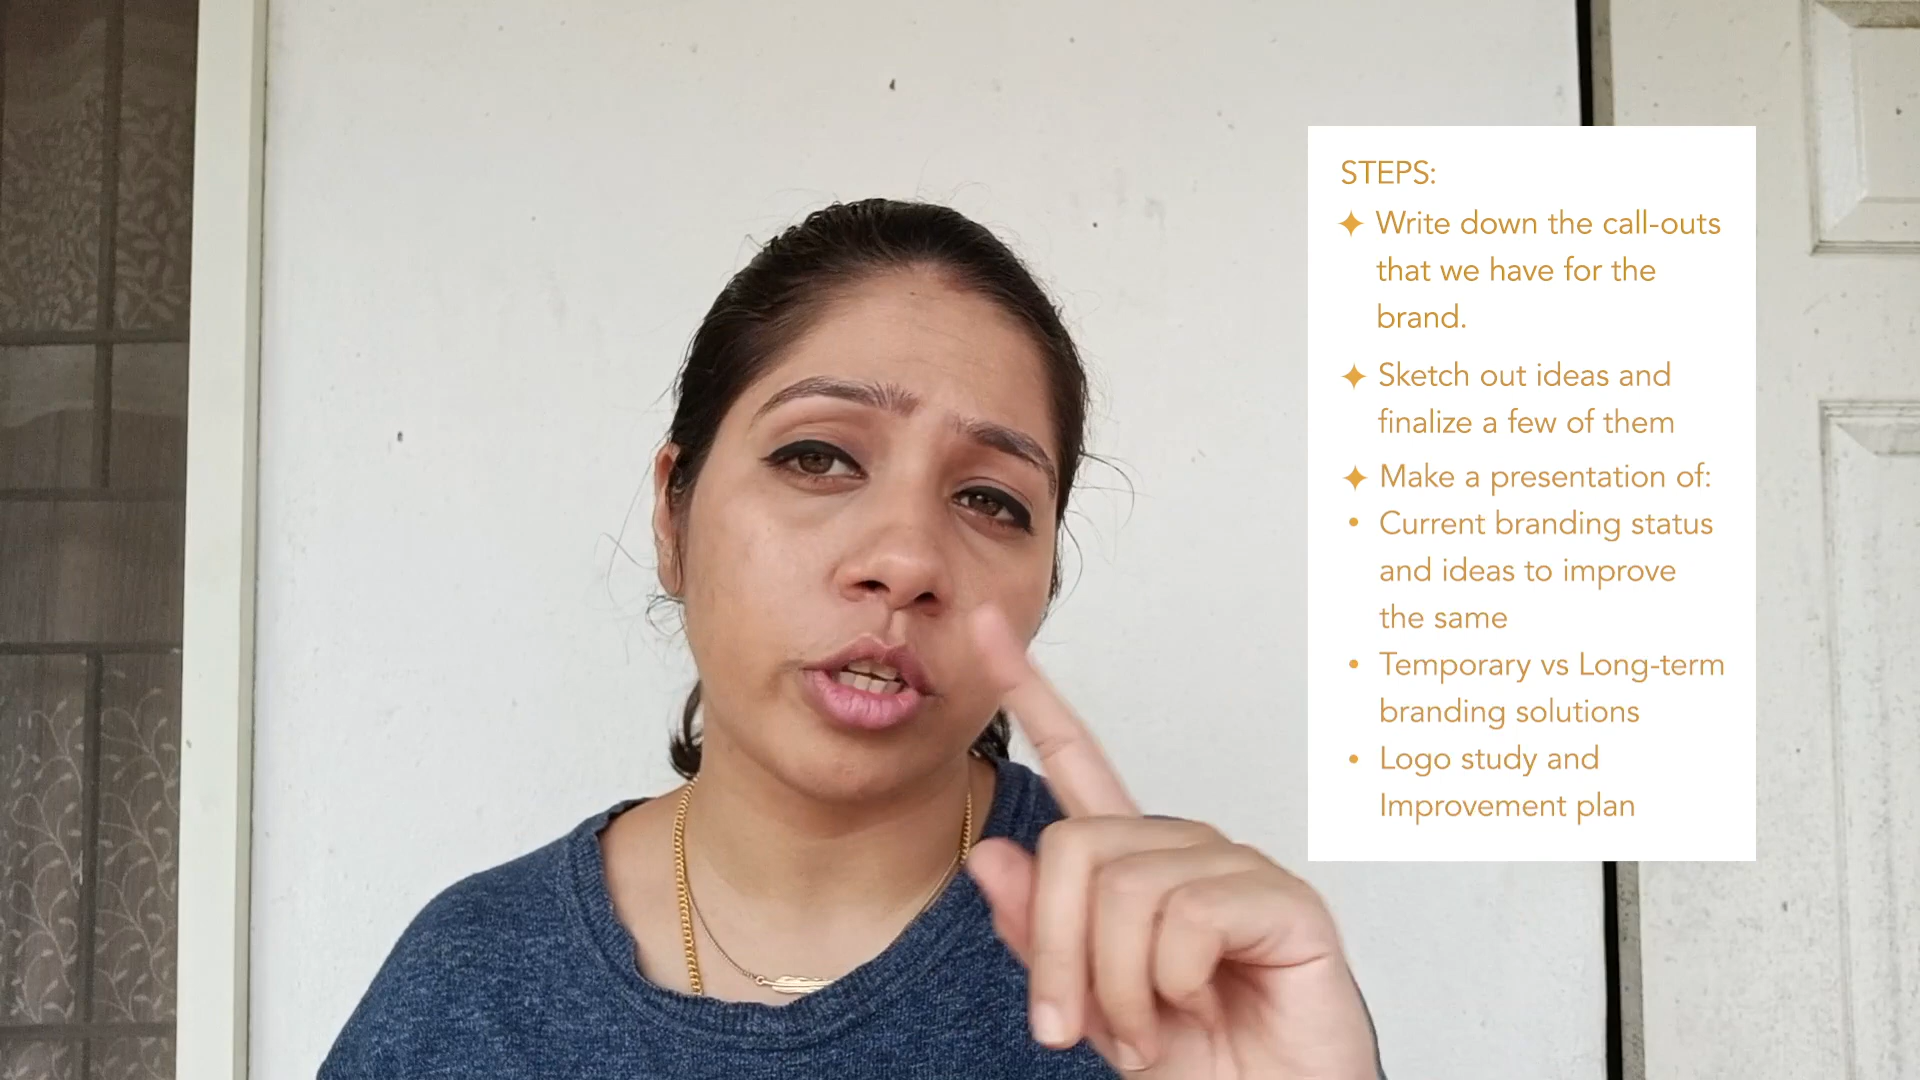 STEPS:
✦ Write down the call-outs
that we have for the
brand.
✦ Sketch out ideas and
finalize a few of them
✦ Make a presentation of:
• Current branding status
and ideas to improve
the same
• Temporary vs Long-term
branding solutions
• Logo study and
Improvement plan